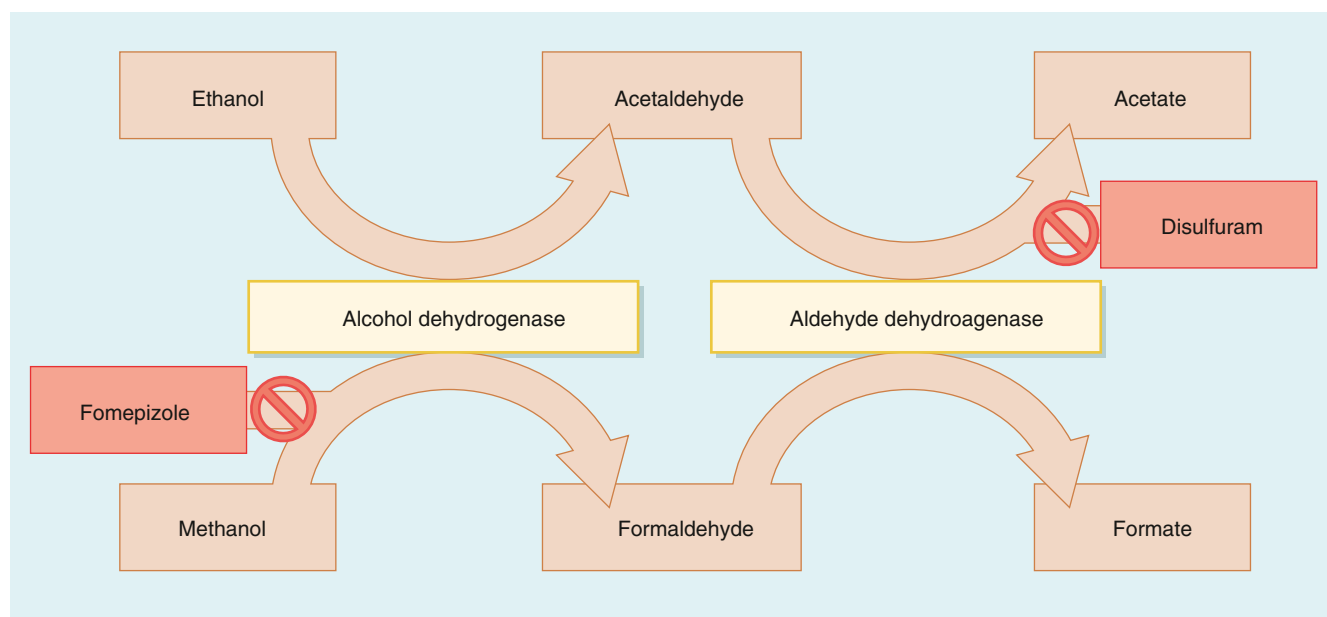 Ethanol
Acetaldehyde
Acetate
Disulfuram
Alcohol dehydrogenase
Aldehyde dehydroagenase
Fomepizole
Methanol
Formaldehyde
Formate